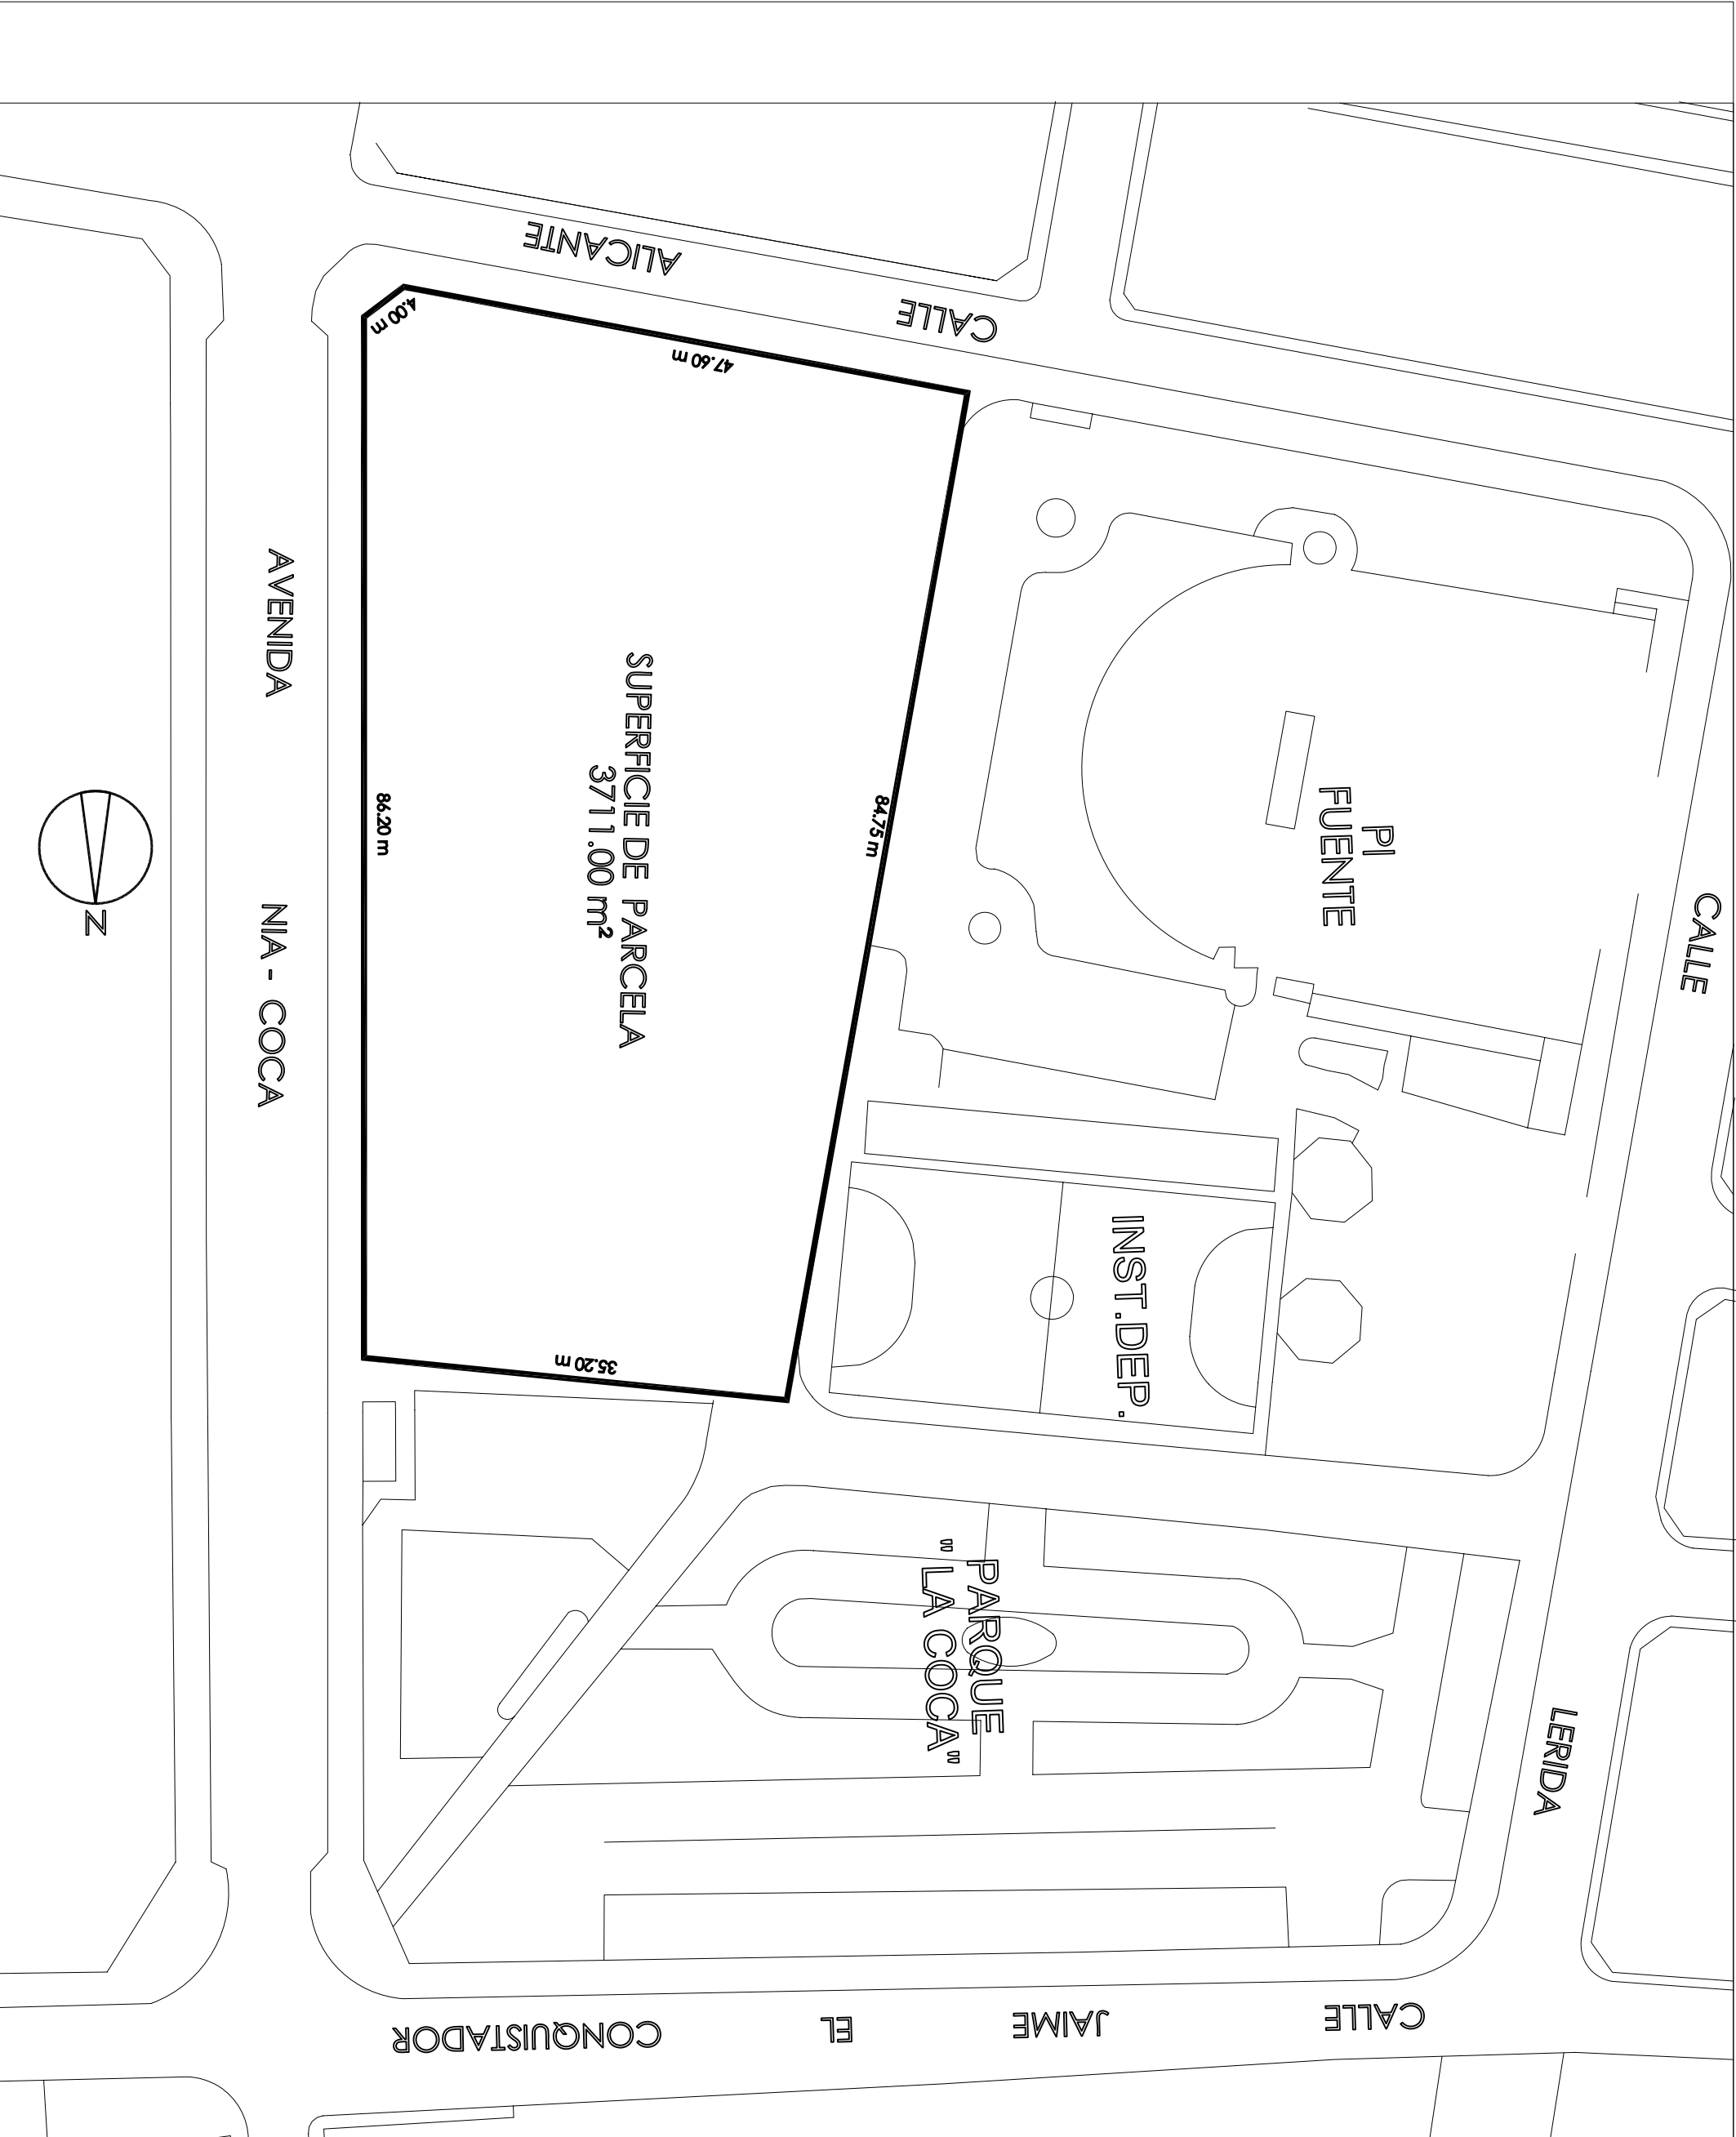 CALLE ALICANTE
4.00 m
47.60 m
84.75 m
86.20 m
35.20 m
SUPERFICIE DE PARCELA
3711.00 m²
AVENIDA NIA - COCA
N
PI
FUENTE
INST.DEP.
CALLE LERIDA
PARQUE
" LA COCA"
CALLE JAIME EL CONQUISTADOR